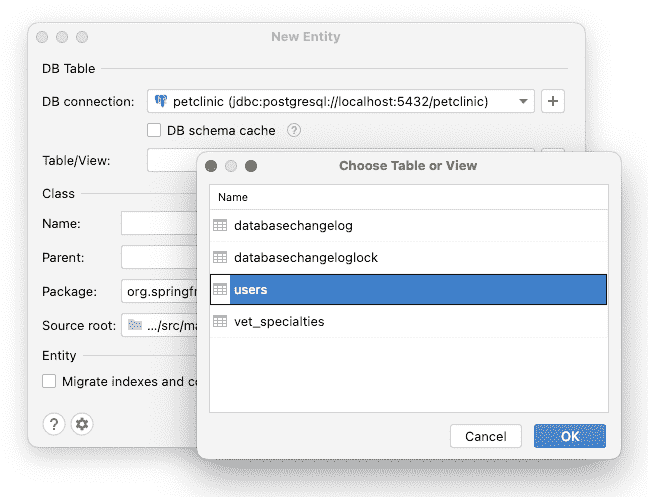 New Entity
DB Table
DB connection: petclinic (jdbc:postgresql://localhost:5432/petclinic)
DB schema cache ?
Table/View:
Class
Name:
Parent:
Package: org.springfr
Source root: .../src/ma
Entity
Migrate indexes and co
?
Choose Table or View
Name
databasechangelog
databasechangeloglock
users
vet_specialties
Cancel OK